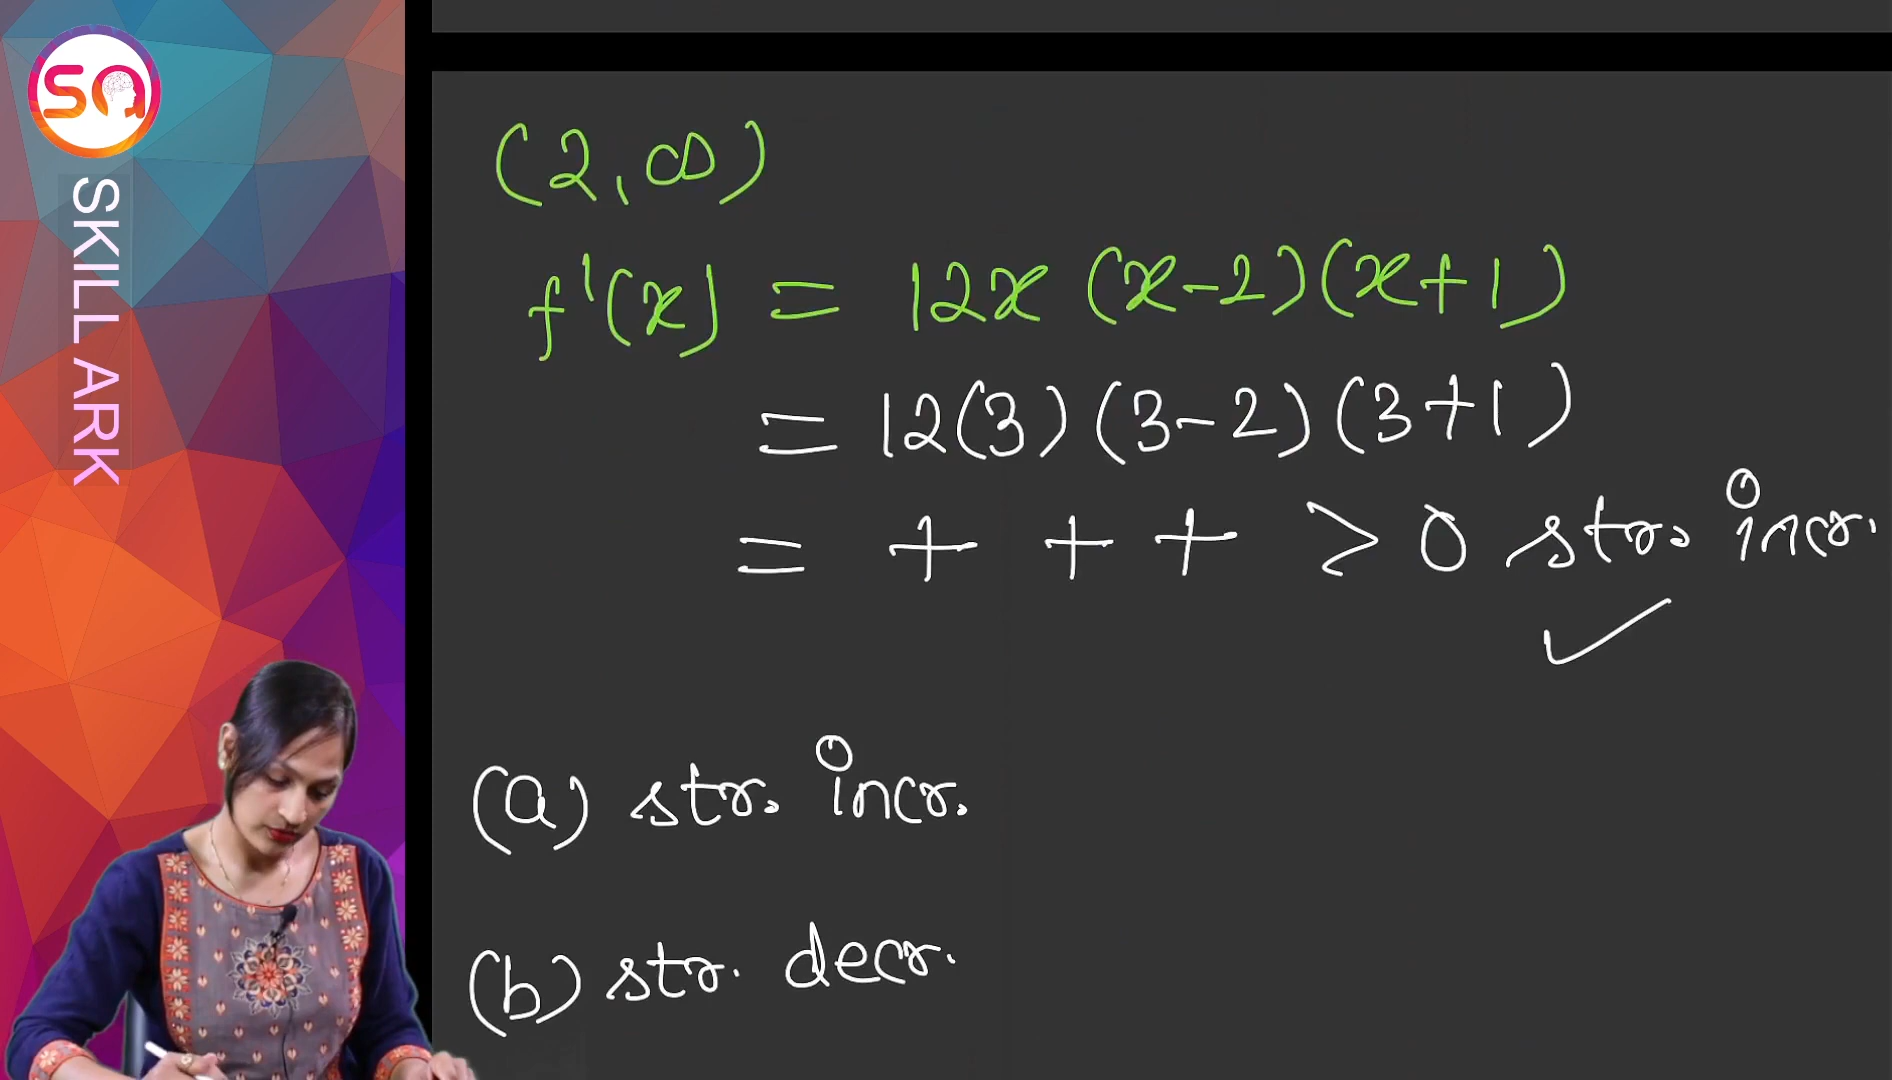 SQ
SKILL ARK
(2, ∞)
f'(x) = 12x (x-2)(x+1)
= 12(3) (3-2) (3+1)
= + + + > 0 str. incr. ✓
(a) str. incr.
(b) str. decr.